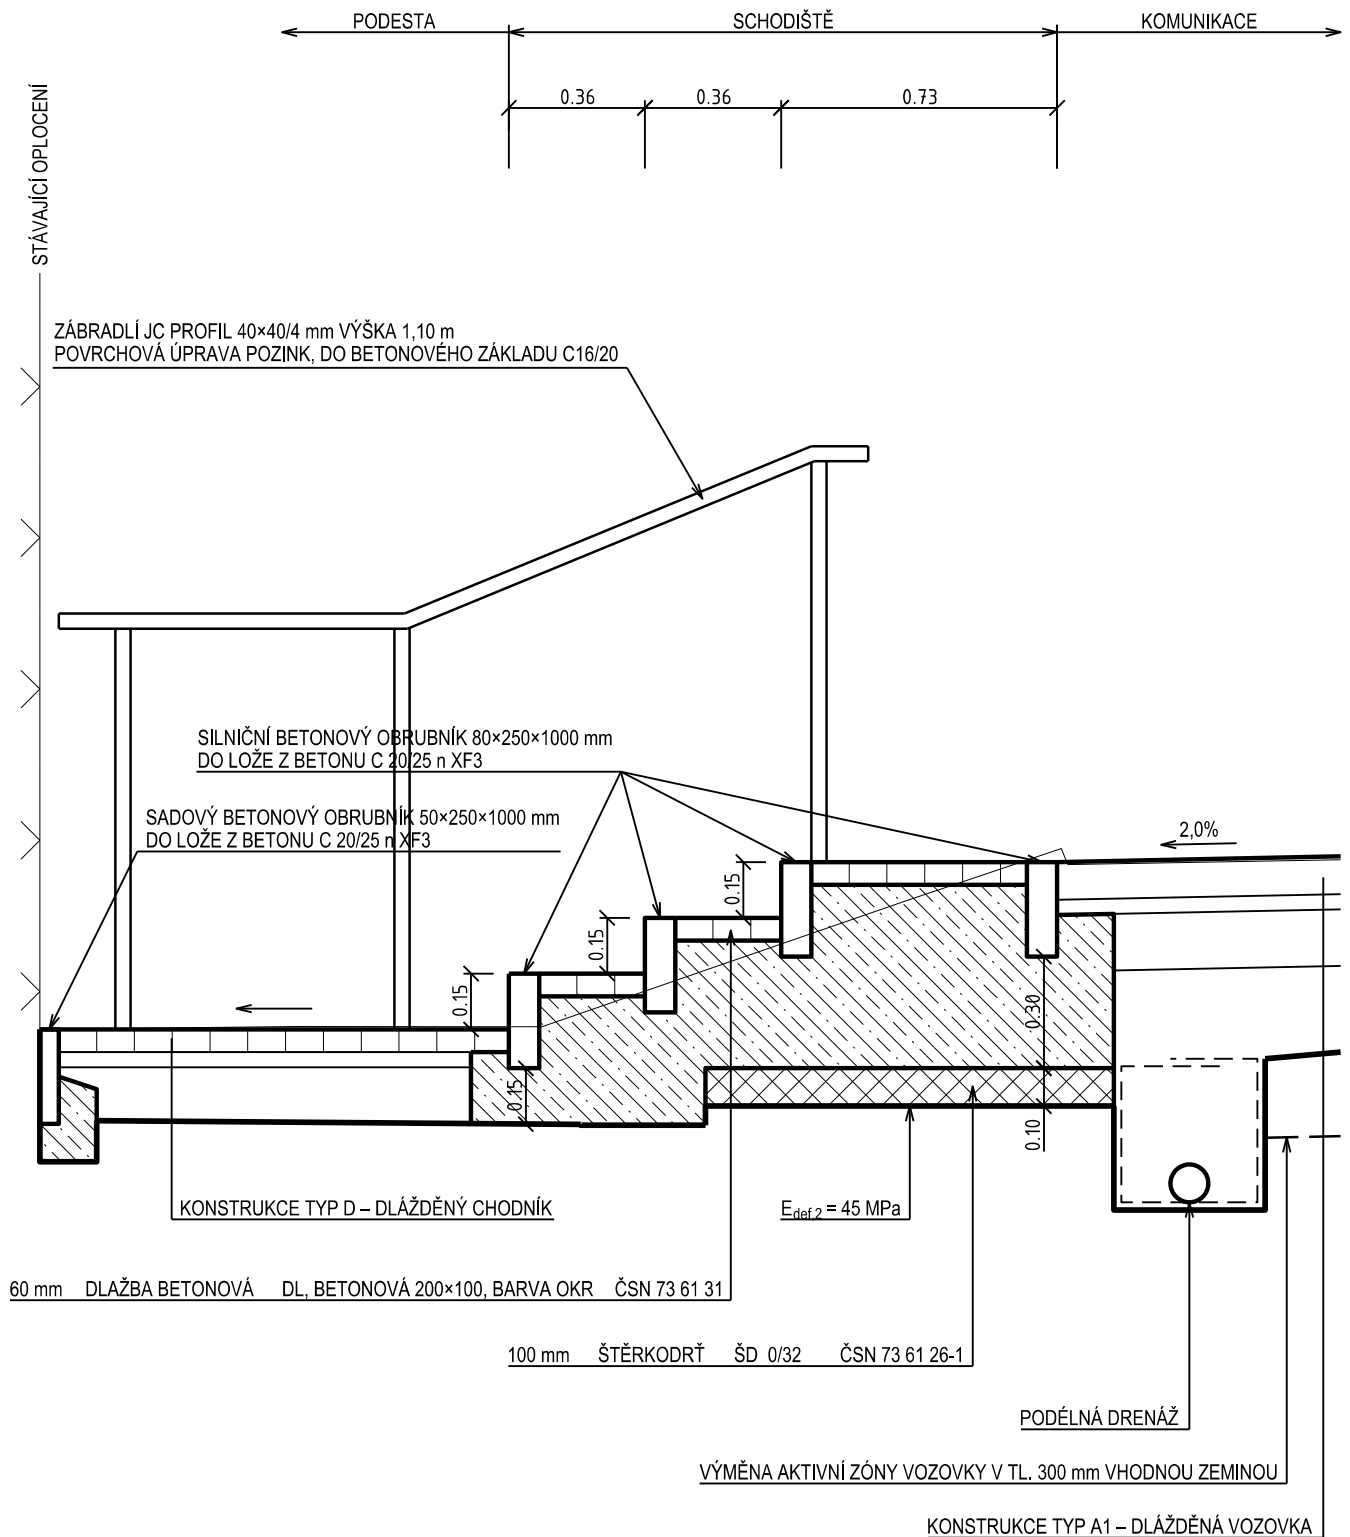 PODESTA
SCHODIŠTĚ
KOMUNIKACE
0.36
0.36
0.73
STÁVAJÍCÍ OPLOCENÍ
ZÁBRADLÍ JC PROFIL 40×40/4 mm VÝŠKA 1,10 m
POVRCHOVÁ ÚPRAVA POZINK, DO BETONOVÉHO ZÁKLADU C16/20
SILNIČNÍ BETONOVÝ OBRUBNÍK 80×250×1000 mm
DO LOŽE Z BETONU C 20/25 n XF3
SADOVÝ BETONOVÝ OBRUBNÍK 50×250×1000 mm
DO LOŽE Z BETONU C 20/25 n XF3
2,0%
0.15
0.15
0.15
0.30
0.15
0.10
KONSTRUKCE TYP D – DLÁŽDĚNÝ CHODNÍK
Edef,2 = 45 MPa
60 mm DLAŽBA BETONOVÁ DL, BETONOVÁ 200×100, BARVA OKR ČSN 73 61 31
100 mm ŠTĚRKODRŤ ŠD 0/32 ČSN 73 61 26-1
PODÉLNÁ DRENÁŽ
VÝMĚNA AKTIVNÍ ZÓNY VOZOVKY V TL. 300 mm VHODNOU ZEMINOU
KONSTRUKCE TYP A1 – DLÁŽDĚNÁ VOZOVKA